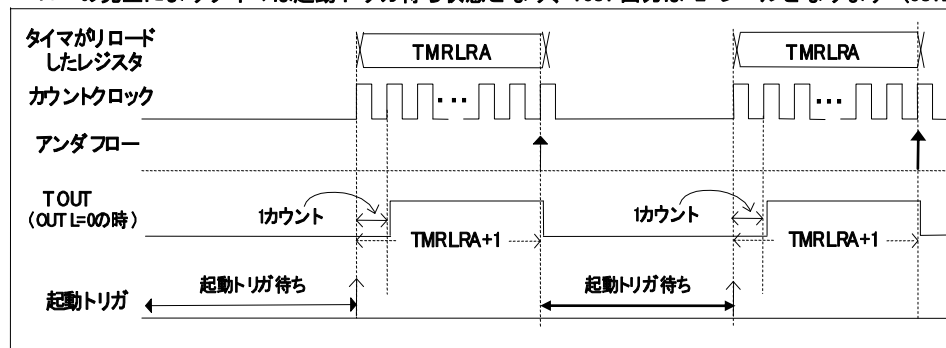 タイマがリロード
したレジスタ
TMRLRA
TMRLRA
カウントクロック
アンダフロー
TOUT
(OUTL=0の時)
1カウント
1カウント
TMRLRA+1
TMRLRA+1
起動トリガ
起動トリガ待ち
起動トリガ待ち